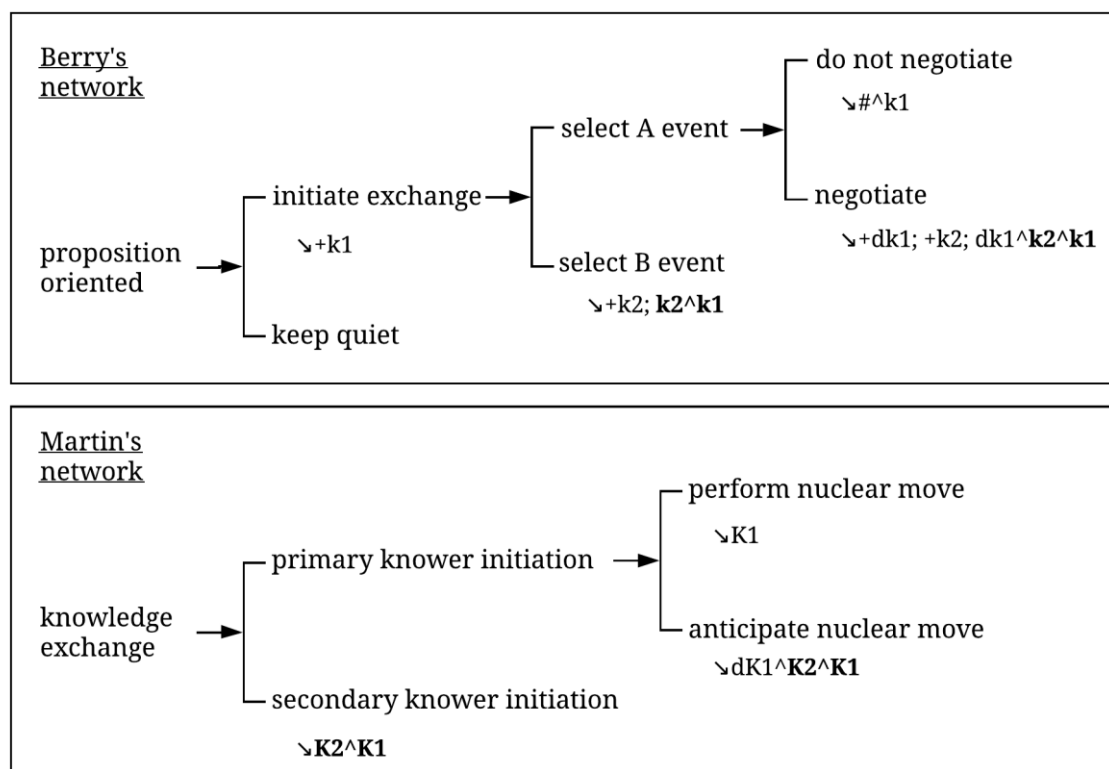 Berry's
network
do not negotiate
↘#^k1
select A event
negotiate
↘+dk1; +k2; dk1^k2^k1
initiate exchange
↘+k1
proposition
oriented
select B event
↘+k2; k2^k1
keep quiet
Martin's
network
perform nuclear move
↘K1
primary knower initiation
knowledge
exchange
anticipate nuclear move
↘dK1^K2^K1
secondary knower initiation
↘K2^K1